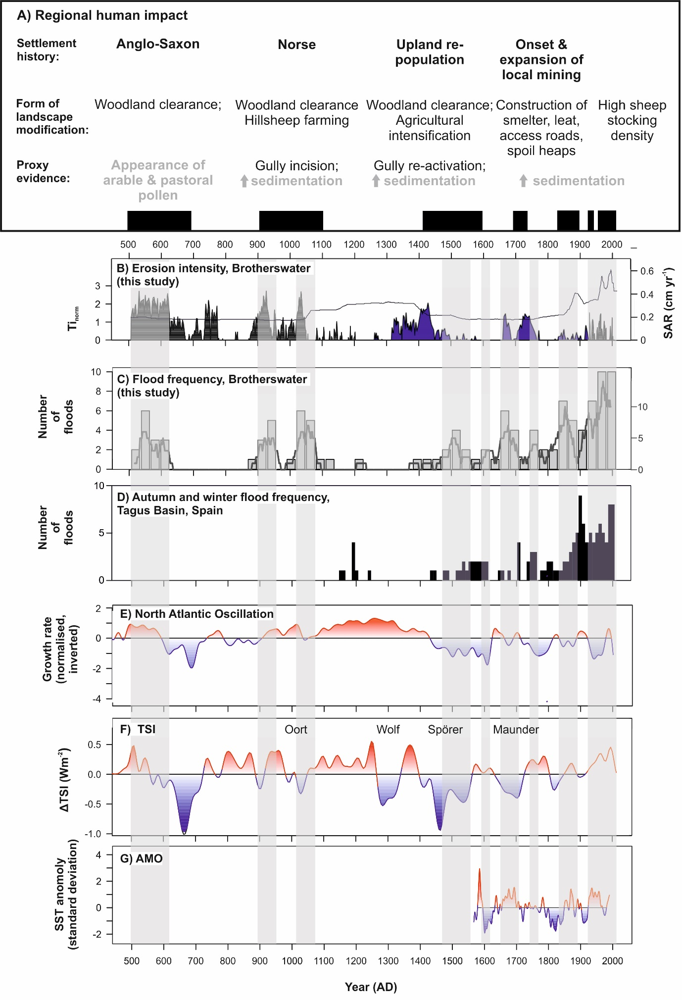 A) Regional human impact
Settlement
history:
Anglo-Saxon
Norse
Upland re-
population
Onset &
expansion of
local mining
Form of
landscape
modification:
Woodland clearance;
Woodland clearance
Hillsheep farming
Woodland clearance;
Agricultural
intensification
Construction of
smelter, leat,
access roads,
spoil heaps
High sheep
stocking
density
Proxy
evidence:
Appearance of
arable & pastoral
pollen
Gully incision;
sedimentation
Gully re-activation;
sedimentation
sedimentation
500 600 700 800 900 1000 1100 1200 1300 1400 1500 1600 1700 1800 1900 2000
B) Erosion intensity, Brotherswater
(this study)
Ti norm
3
2
1
0
0.6
0.4
0.2
0
SAR (cm yr⁻¹)
C) Flood frequency, Brotherswater
(this study)
Number
of
floods
10
8
6
4
2
0
10
5
0
D) Autumn and winter flood frequency,
Tagus Basin, Spain
Number
of
floods
10
5
0
E) North Atlantic Oscillation
Growth rate
(normalised,
inverted)
2
0
-2
-4
F) TSI
Oort
Wolf
Spörer
Maunder
ΔTSI (Wm⁻²)
0.5
0.0
-0.5
-1.0
G) AMO
SST anomoly
(standard deviation)
4
2
0
-2
500 600 700 800 900 1000 1100 1200 1300 1400 1500 1600 1700 1800 1900 2000
Year (AD)